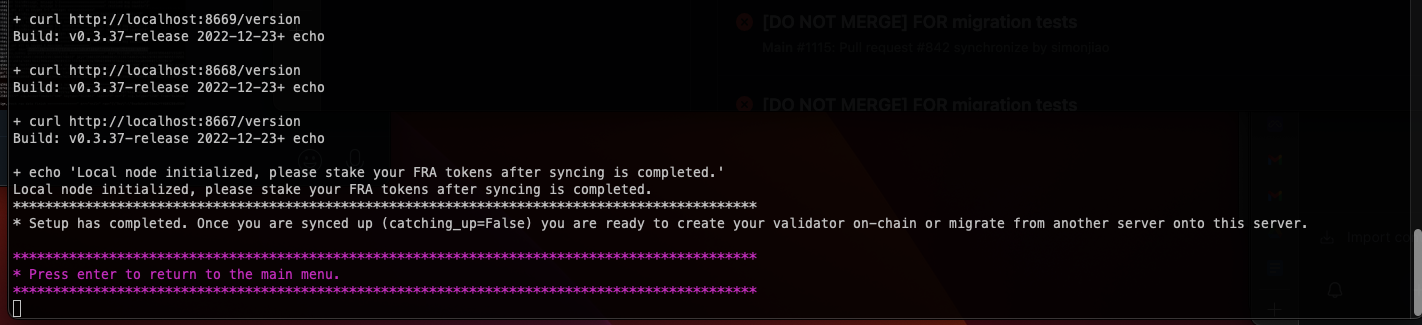 + curl http://localhost:8669/version
Build: v0.3.37-release 2022-12-23+ echo
+ curl http://localhost:8668/version
Build: v0.3.37-release 2022-12-23+ echo
+ curl http://localhost:8667/version
Build: v0.3.37-release 2022-12-23+ echo
+ echo 'Local node initialized, please stake your FRA tokens after syncing is completed.'
Local node initialized, please stake your FRA tokens after syncing is completed.
*********************************************************************************************
* Setup has completed. Once you are synced up (catching_up=False) you are ready to create your validator on-chain or migrate from another server onto this server.
*********************************************************************************************
* Press enter to return to the main menu.
*********************************************************************************************
[DO NOT MERGE] FOR migration tests
Main #1115: Pull request #842 synchronize by simonjiao
[DO NOT MERGE] FOR migration tests